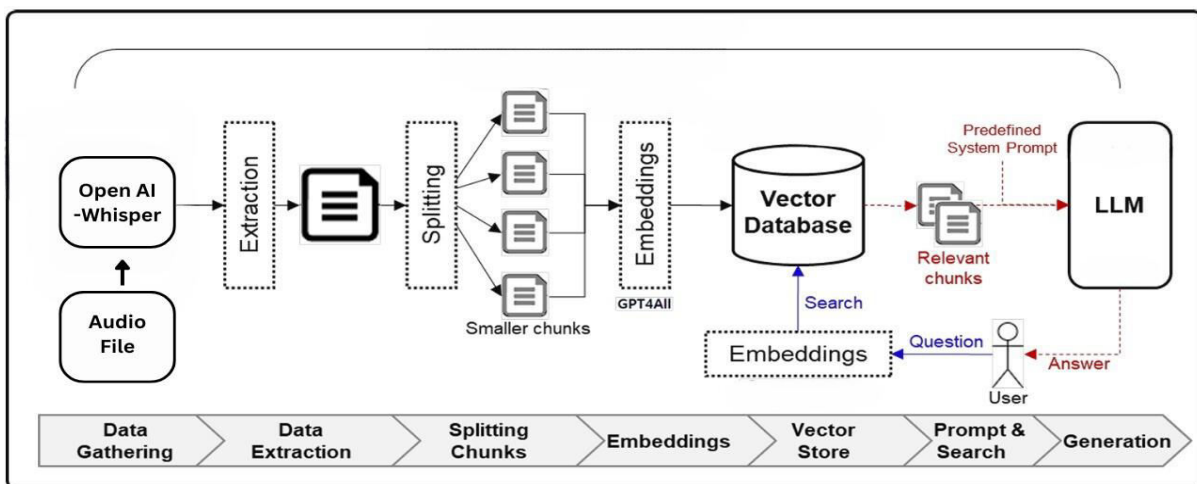 Open AI
-Whisper
Audio
File
Extraction
Splitting
Smaller chunks
Embeddings
GPT4All
Vector
Database
Search
Embeddings
Question
User
Answer
Relevant
chunks
Predefined
System Prompt
LLM
Data
Gathering
Data
Extraction
Splitting
Chunks
Embeddings
Vector
Store
Prompt &
Search
Generation